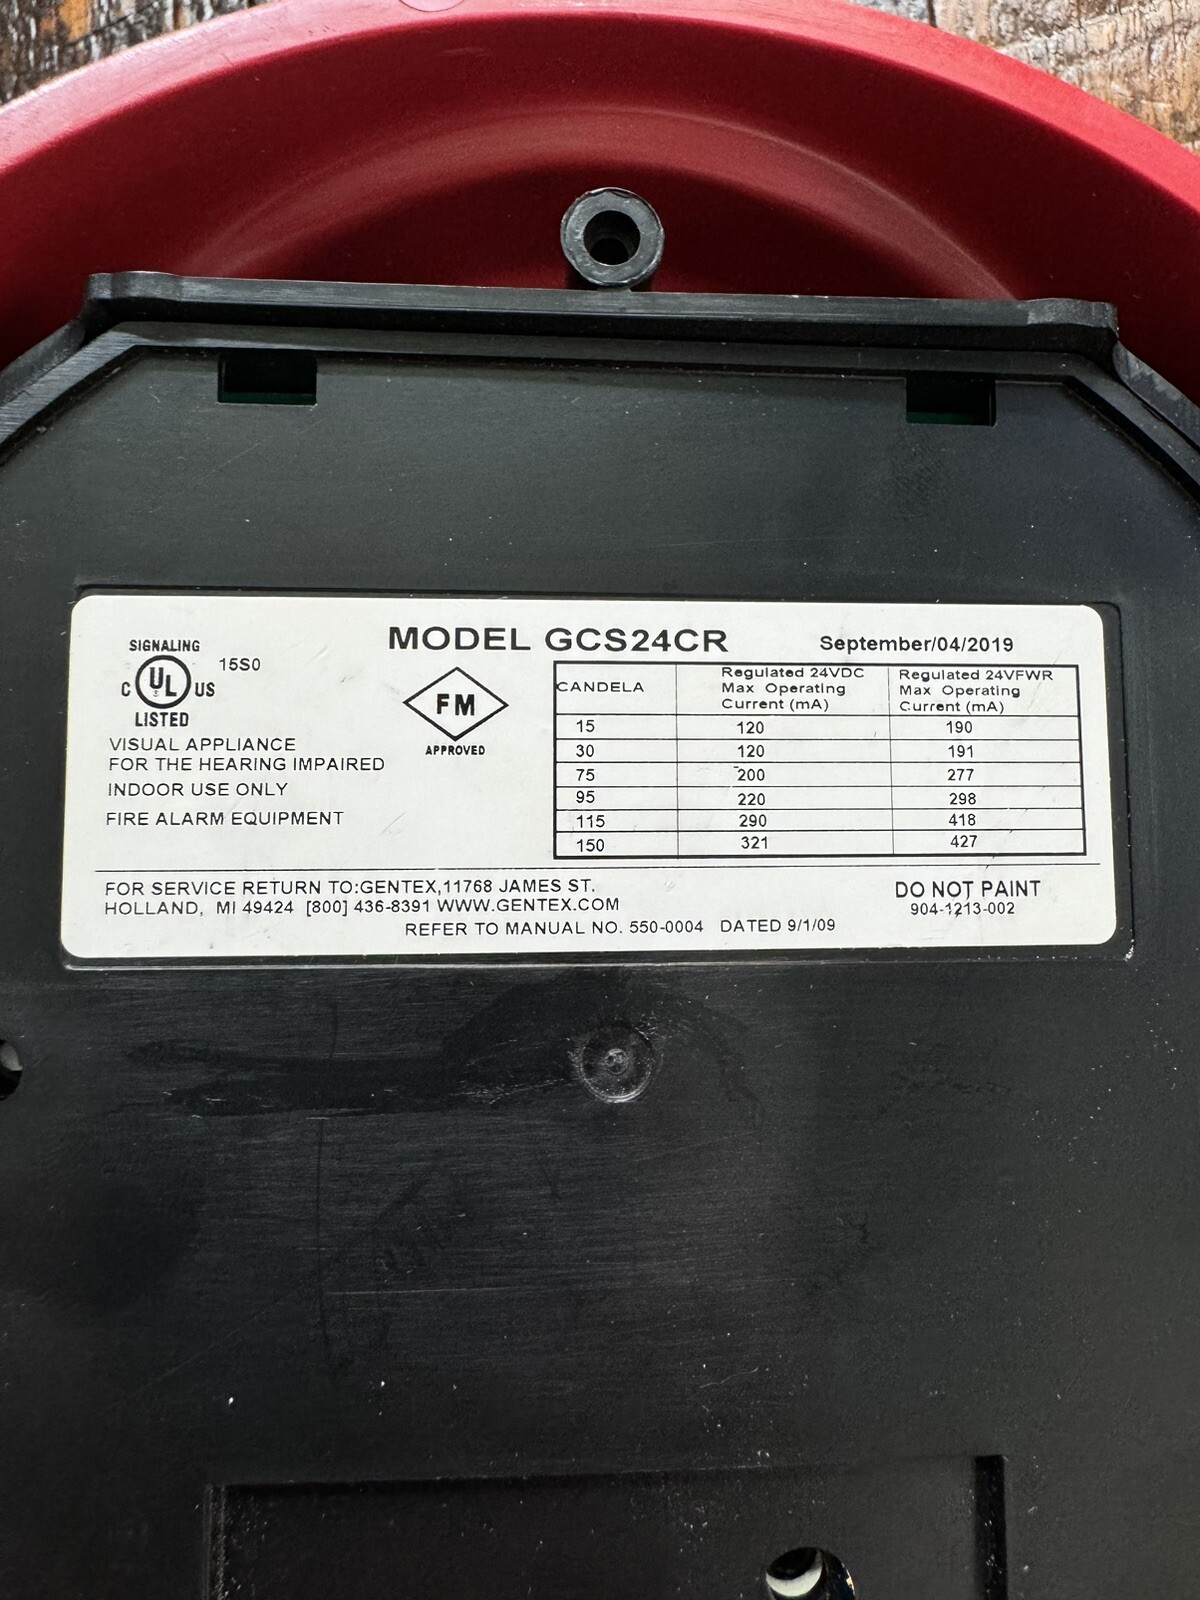 MODEL GCS24CR
September/04/2019
SIGNALING
15S0
C UL US
LISTED
VISUAL APPLIANCE
FOR THE HEARING IMPAIRED
INDOOR USE ONLY
FIRE ALARM EQUIPMENT
FM
APPROVED
CANDELA Regulated 24VDC Max Operating Current (mA) Regulated 24VFWR Max Operating Current (mA)
15 120 190
30 120 191
75 200 277
95 220 298
115 290 418
150 321 427
FOR SERVICE RETURN TO:GENTEX,11768 JAMES ST.
HOLLAND, MI 49424 [800] 436-8391 WWW.GENTEX.COM
REFER TO MANUAL NO. 550-0004 DATED 9/1/09
DO NOT PAINT
904-1213-002